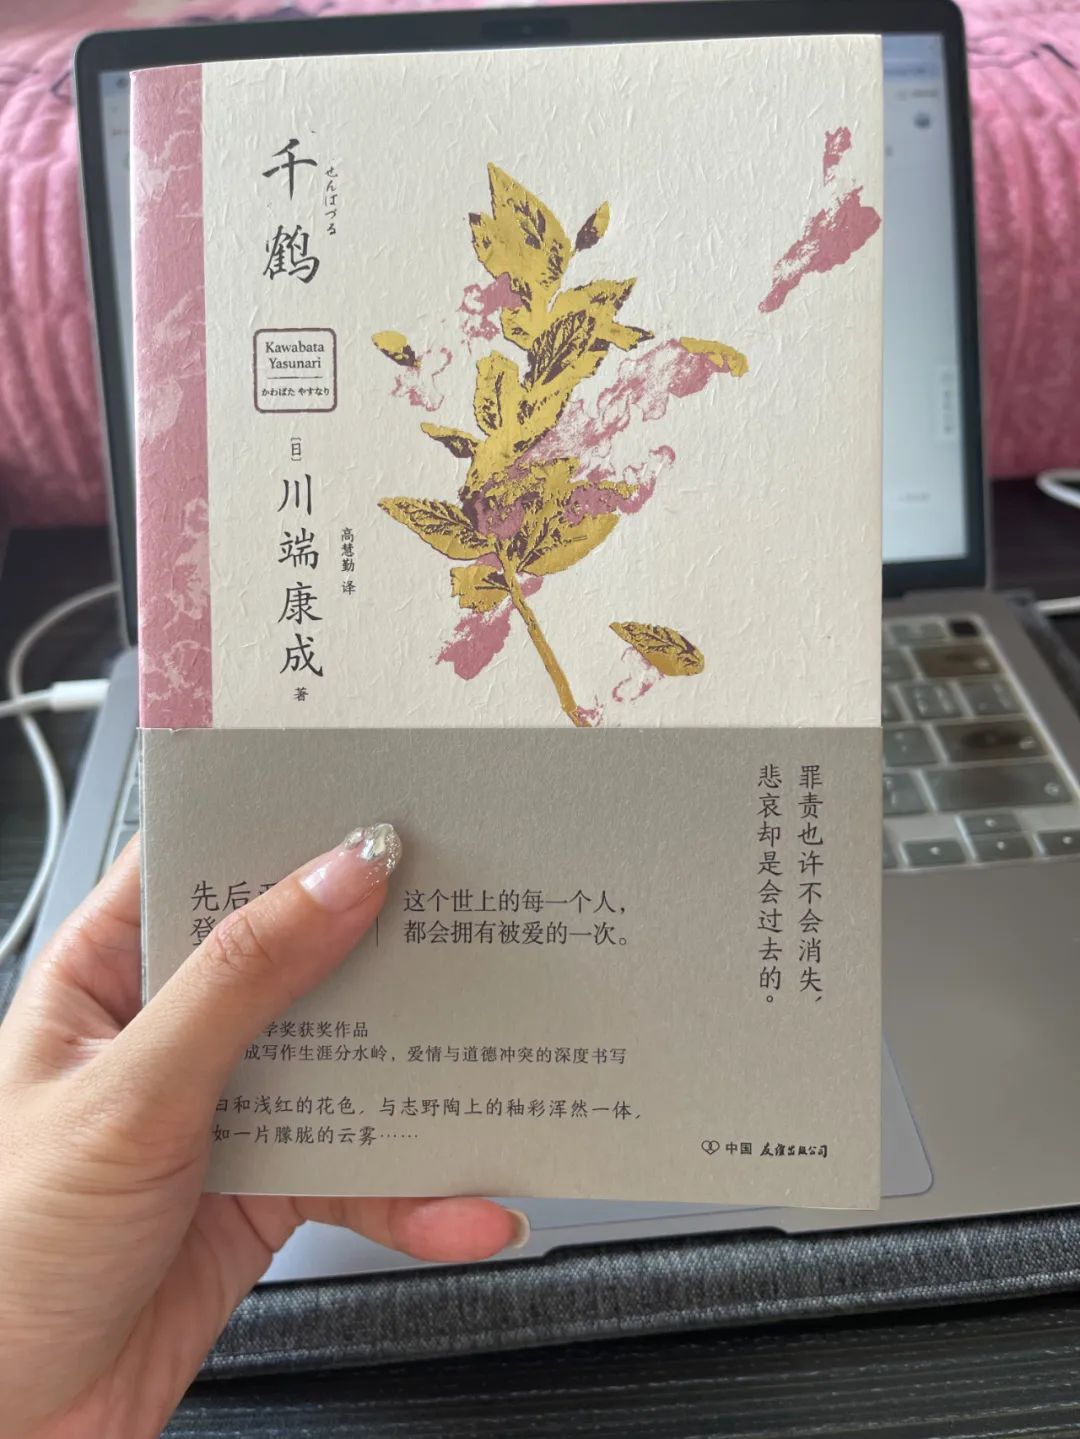 千鹤
せんばづる
Kawabata
Yasunari
かわばた やすなり
[日]
川端康成
著
高慧勤 译
罪责也许不会消失，
悲哀却是会过去的。
先后
登
这个世上的每一个人，
都会拥有被爱的一次。
学奖获奖作品
成写作生涯分水岭，爱情与道德冲突的深度书写
白和浅红的花色，与志野陶上的釉彩浑然一体，
如一片朦胧的云雾……
中国友谊出版公司